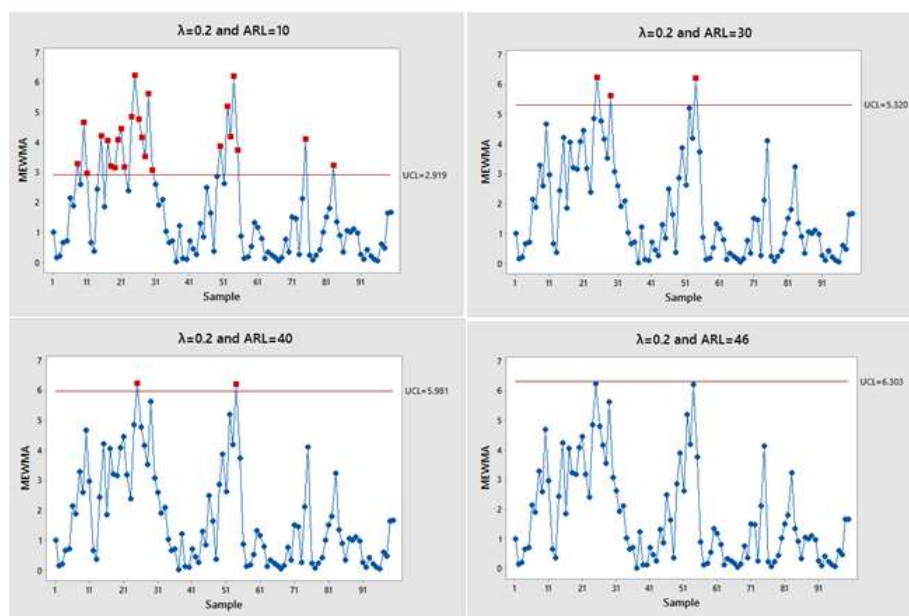 λ=0.2 and ARL=10
7
6
5
4
3
2
1
0
MEWMA
UCL=2.919
1 11 21 31 41 51 61 71 81 91
Sample
λ=0.2 and ARL=30
7
6
5
4
3
2
1
0
MEWMA
UCL=5.320
1 11 21 31 41 51 61 71 81 91
Sample
λ=0.2 and ARL=40
7
6
5
4
3
2
1
0
MEWMA
UCL=5.981
1 11 21 31 41 51 61 71 81 91
Sample
λ=0.2 and ARL=46
7
6
5
4
3
2
1
0
MEWMA
UCL=6.303
1 11 21 31 41 51 61 71 81 91
Sample